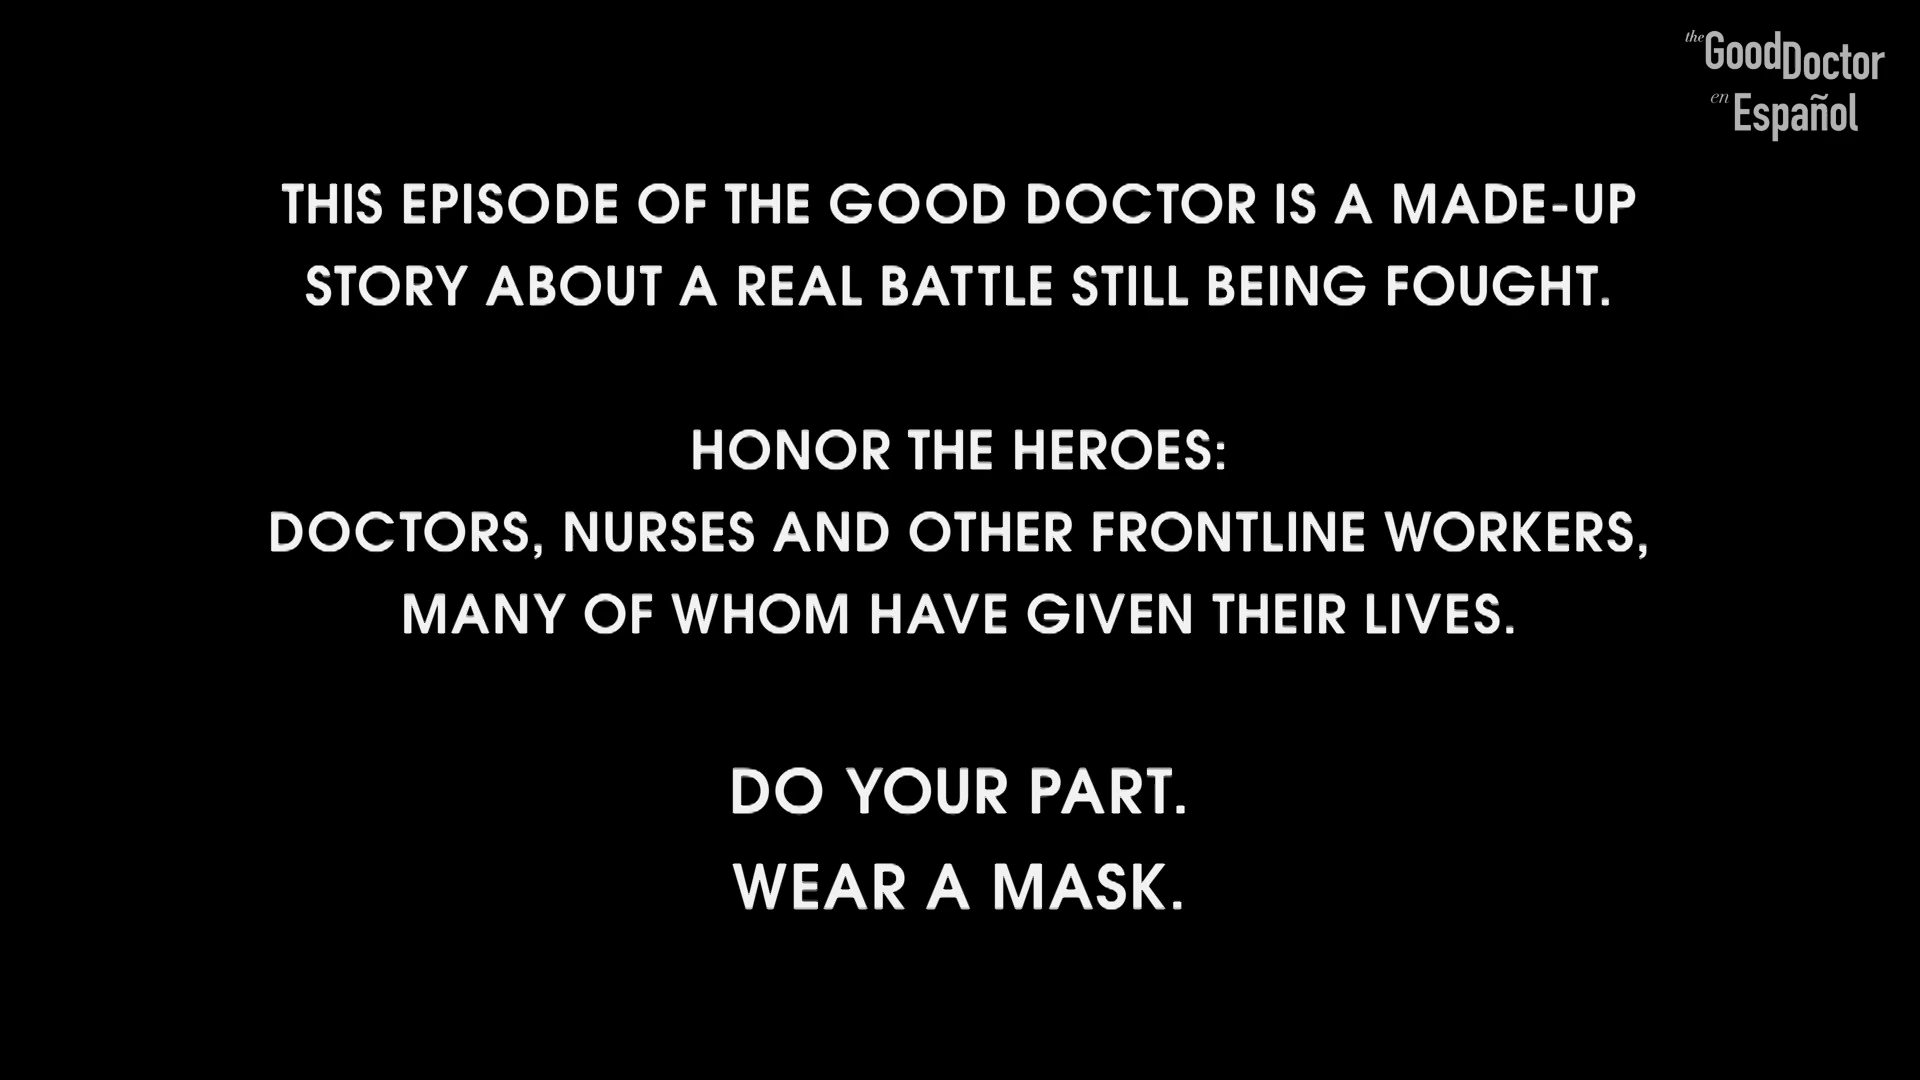 the Good Doctor
en Español
THIS EPISODE OF THE GOOD DOCTOR IS A MADE-UP
STORY ABOUT A REAL BATTLE STILL BEING FOUGHT.
HONOR THE HEROES:
DOCTORS, NURSES AND OTHER FRONTLINE WORKERS,
MANY OF WHOM HAVE GIVEN THEIR LIVES.
DO YOUR PART.
WEAR A MASK.